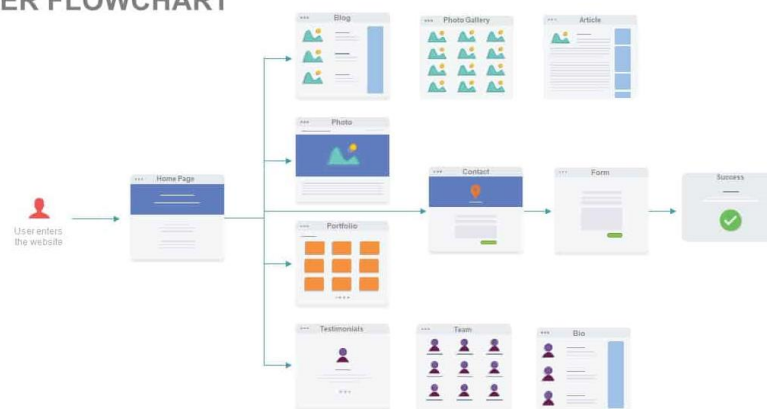 ER FLOWCHART
Blog
Photo Gallery
Article
Photo
Home Page
Contact
Form
Success
User enters
the website
Portfolio
Testimonials
Team
Bio